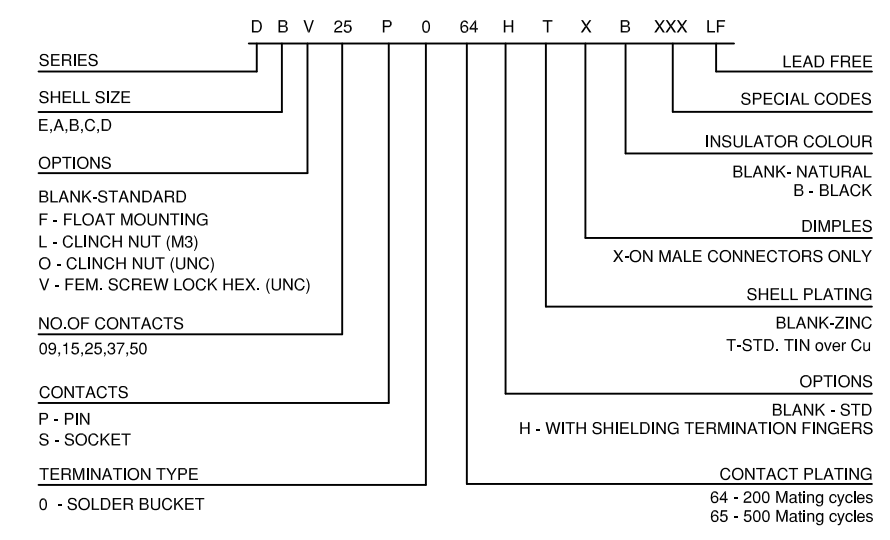 D B V 25 P 0 64 H T X B XXX LF
SERIES
SHELL SIZE
E,A,B,C,D
OPTIONS
BLANK-STANDARD
F - FLOAT MOUNTING
L - CLINCH NUT (M3)
O - CLINCH NUT (UNC)
V - FEM. SCREW LOCK HEX. (UNC)
NO.OF CONTACTS
09,15,25,37,50
CONTACTS
P - PIN
S - SOCKET
TERMINATION TYPE
0 - SOLDER BUCKET
LEAD FREE
SPECIAL CODES
INSULATOR COLOUR
BLANK- NATURAL
B - BLACK
DIMPLES
X-ON MALE CONNECTORS ONLY
SHELL PLATING
BLANK-ZINC
T-STD. TIN over Cu
OPTIONS
BLANK - STD
H - WITH SHIELDING TERMINATION FINGERS
CONTACT PLATING
64 - 200 Mating cycles
65 - 500 Mating cycles